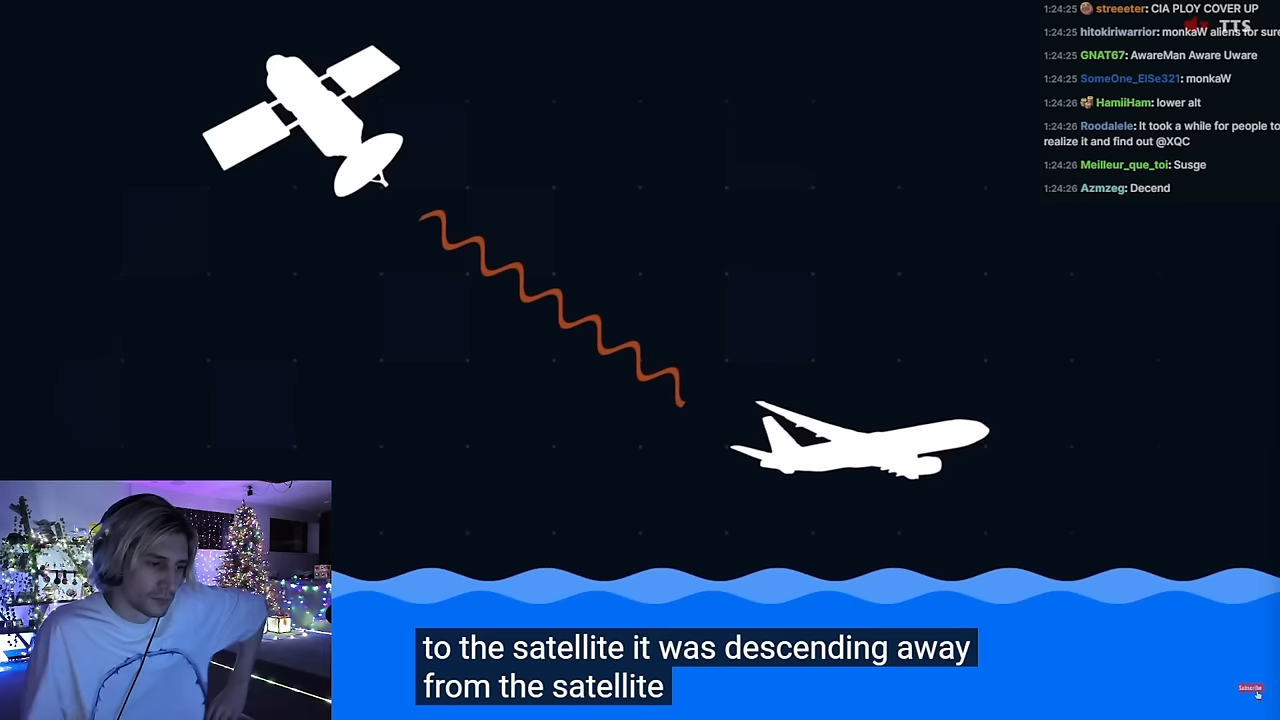 1:24:25 streeeter: CIA PLOY COVER UP
TTS
1:24:25 hitokiriwarrior: monkaW aliens for sure
1:24:25 GNAT67: AwareMan Aware Uware
1:24:25 SomeOne_ElSe321: monkaW
1:24:26 HamiiHam: lower alt
1:24:26 Roodalele: It took a while for people to
realize it and find out @XQC
1:24:26 Meilleur_que_toi: Susge
1:24:26 Azmzeg: Decend
to the satellite it was descending away
from the satellite
Subscribe